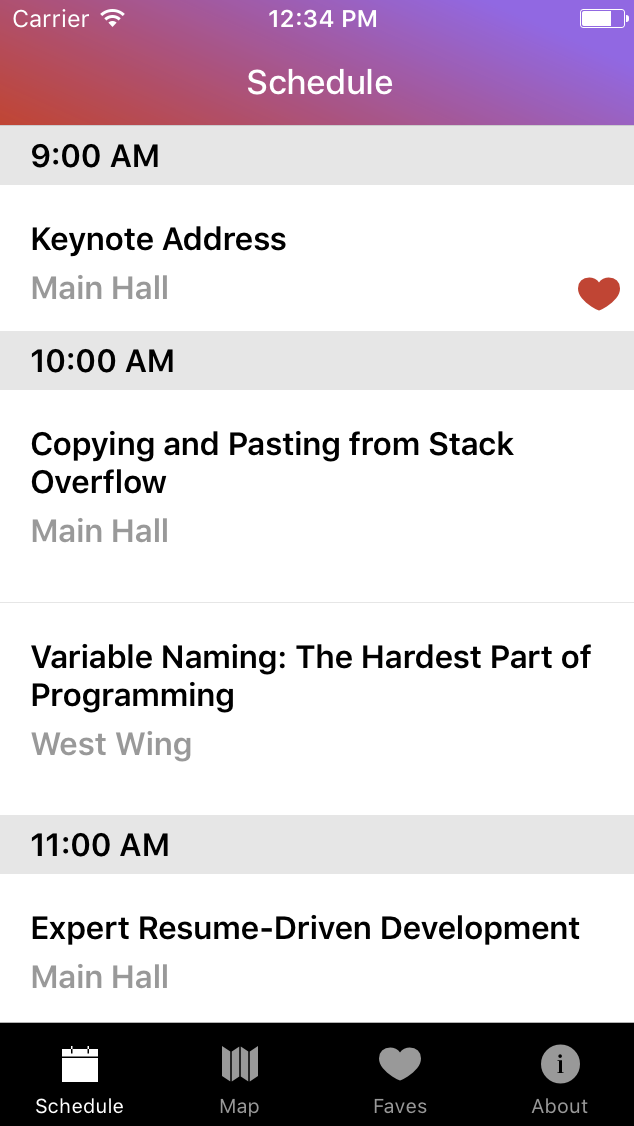 Carrier 12:34 PM
Schedule
9:00 AM
Keynote Address
Main Hall
10:00 AM
Copying and Pasting from Stack
Overflow
Main Hall
Variable Naming: The Hardest Part of
Programming
West Wing
11:00 AM
Expert Resume-Driven Development
Main Hall
Schedule Map Faves About